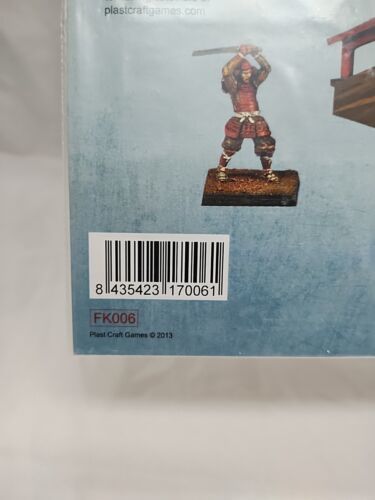 plastcraftgames.com
8 435423 170061
FK006
Plast Craft Games © 2013